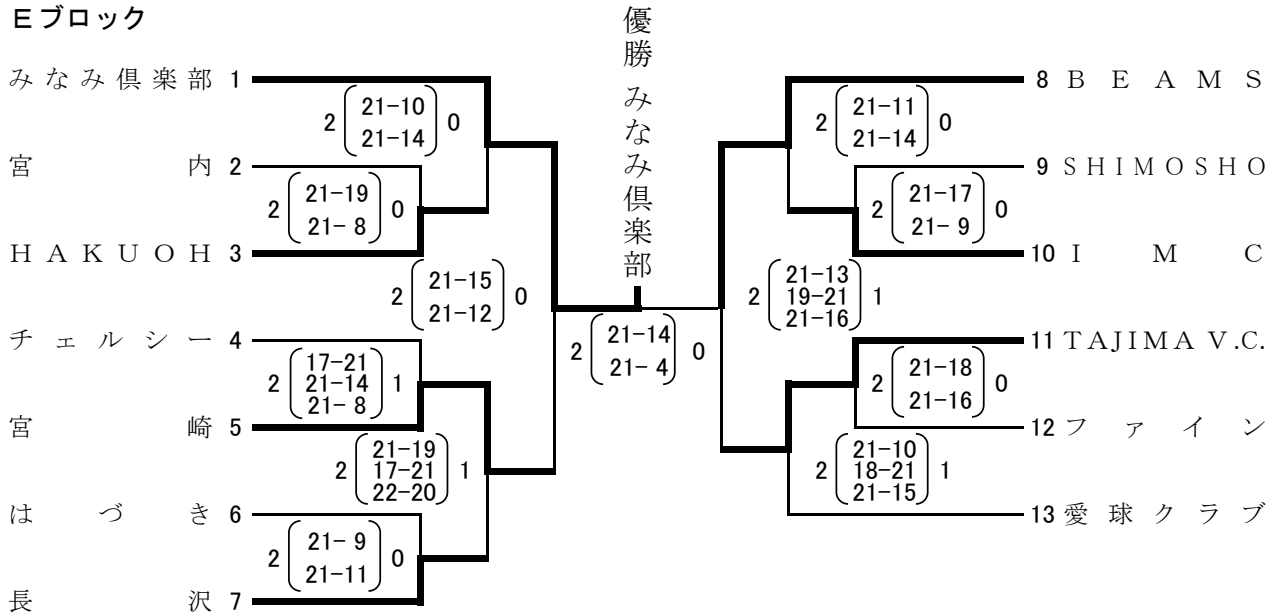 Eブロック
優勝 みなみ倶楽部
みなみ倶楽部 1
2 21-10 0
21-14
宮内 2
2 21-19 0
21- 8
HAKUOH 3
2 21-15 0
21-12
チェルシー 4
17-21
2 21-14 1
21- 8
宮崎 5
21-19
2 17-21 1
22-20
はづき 6
2 21- 9 0
21-11
長沢 7
2 21-14 0
21- 4
8 BEAMS
2 21-11 0
21-14
9 SHIMOSHO
2 21-17 0
21- 9
10 IMC
21-13
2 19-21 1
21-16
11 TAJIMA V.C.
2 21-18 0
21-16
12 ファイン
21-10
2 18-21 1
21-15
13 愛球クラブ